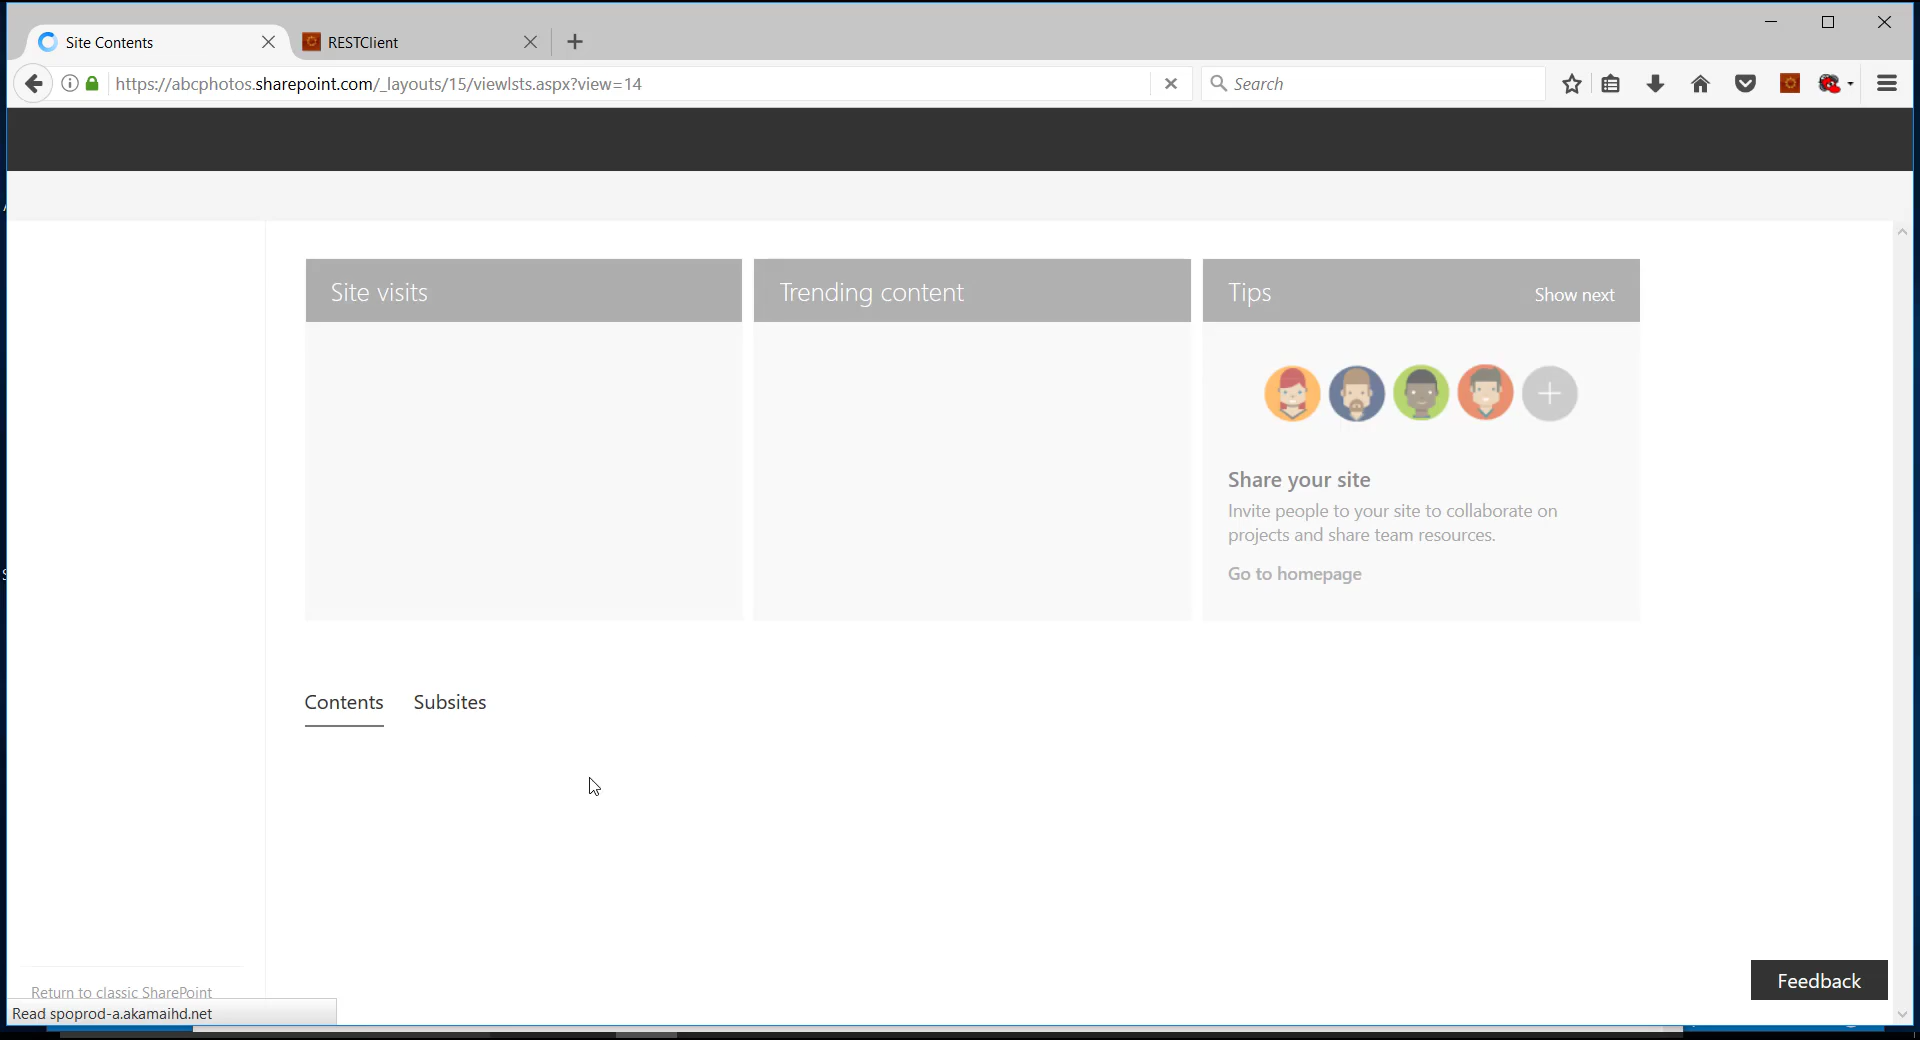 Site Contents
RESTClient
https://abcphotos.sharepoint.com/_layouts/15/viewlsts.aspx?view=14
Search
Site visits
Trending content
Tips
Show next
Share your site
Invite people to your site to collaborate on
projects and share team resources.
Go to homepage
Contents
Subsites
Feedback
Return to classic SharePoint
Read spoprod-a.akamaihd.net